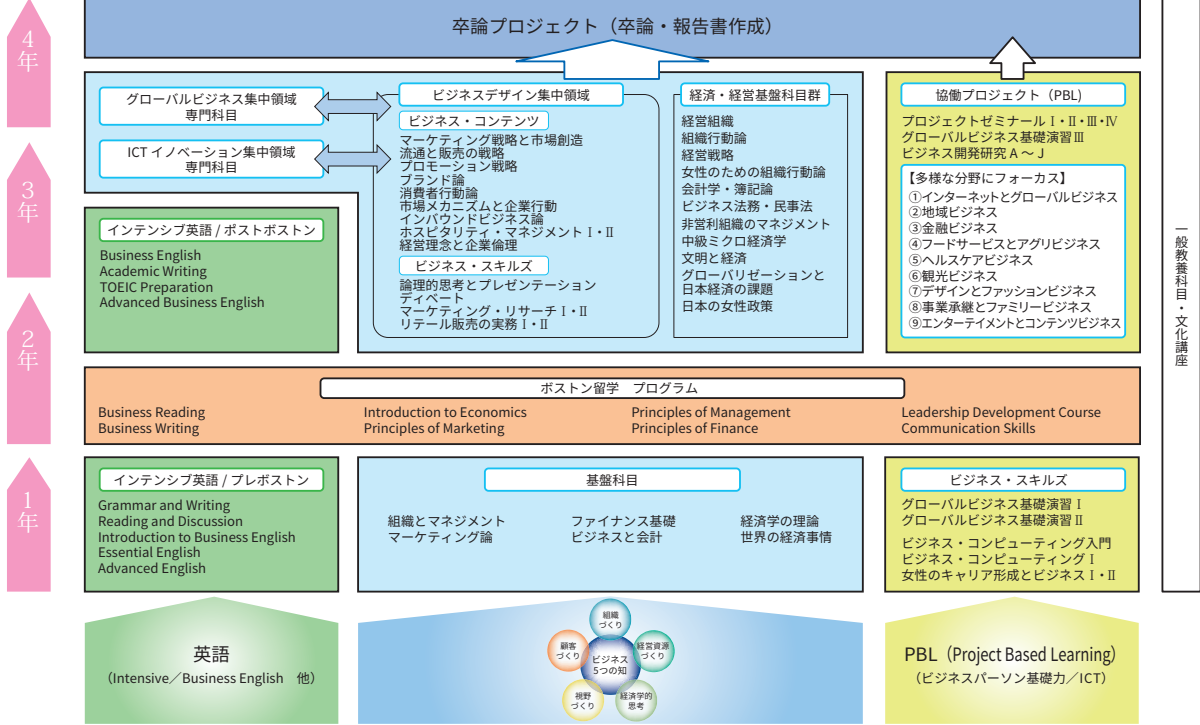 4年
3年
2年
1年
卒論プロジェクト（卒論・報告書作成）
グローバルビジネス集中領域
専門科目
ICT イノベーション集中領域
専門科目
ビジネスデザイン集中領域
ビジネス・コンテンツ
マーケティング戦略と市場創造
流通と販売の戦略
プロモーション戦略
ブランド論
消費者行動論
市場メカニズムと企業行動
インバウンドビジネス論
ホスピタリティ・マネジメント Ⅰ・Ⅱ
経営理念と企業倫理
ビジネス・スキルズ
論理的思考とプレゼンテーション
ディベート
マーケティング・リサーチ Ⅰ・Ⅱ
リテール販売の実務 Ⅰ・Ⅱ
経済・経営基盤科目群
経営組織
組織行動論
経営戦略
女性のための組織行動論
会計学・簿記論
ビジネス法務・民事法
非営利組織のマネジメント
中級ミクロ経済学
文明と経済
グローバリゼーションと
日本経済の課題
日本の女性政策
協働プロジェクト（PBL）
プロジェクトゼミナール Ⅰ・Ⅱ・Ⅲ・Ⅳ
グローバルビジネス基礎演習Ⅲ
ビジネス開発研究 A ～ J
【多様な分野にフォーカス】
①インターネットとグローバルビジネス
②地域ビジネス
③金融ビジネス
④フードサービスとアグリビジネス
⑤ヘルスケアビジネス
⑥観光ビジネス
⑦デザインとファッションビジネス
⑧事業承継とファミリービジネス
⑨エンターテイメントとコンテンツビジネス
インテンシブ英語 / ポストボストン
Business English
Academic Writing
TOEIC Preparation
Advanced Business English
ボストン留学　プログラム
Business Reading
Business Writing
Introduction to Economics
Principles of Marketing
Principles of Management
Principles of Finance
Leadership Development Course
Communication Skills
インテンシブ英語 / プレボストン
Grammar and Writing
Reading and Discussion
Introduction to Business English
Essential English
Advanced English
基盤科目
組織とマネジメント
マーケティング論
ファイナンス基礎
ビジネスと会計
経済学の理論
世界の経済事情
ビジネス・スキルズ
グローバルビジネス基礎演習 Ⅰ
グローバルビジネス基礎演習 Ⅱ
ビジネス・コンピューティング入門
ビジネス・コンピューティング Ⅰ
女性のキャリア形成とビジネス Ⅰ・Ⅱ
一般教養科目・文化講座
英語
（Intensive／Business English　他）
組織
づくり
顧客
づくり
経営資源
づくり
ビジネス
5つの知
視野
づくり
経済学的
思考
PBL（Project Based Learning）
（ビジネスパーソン基礎力／ICT）